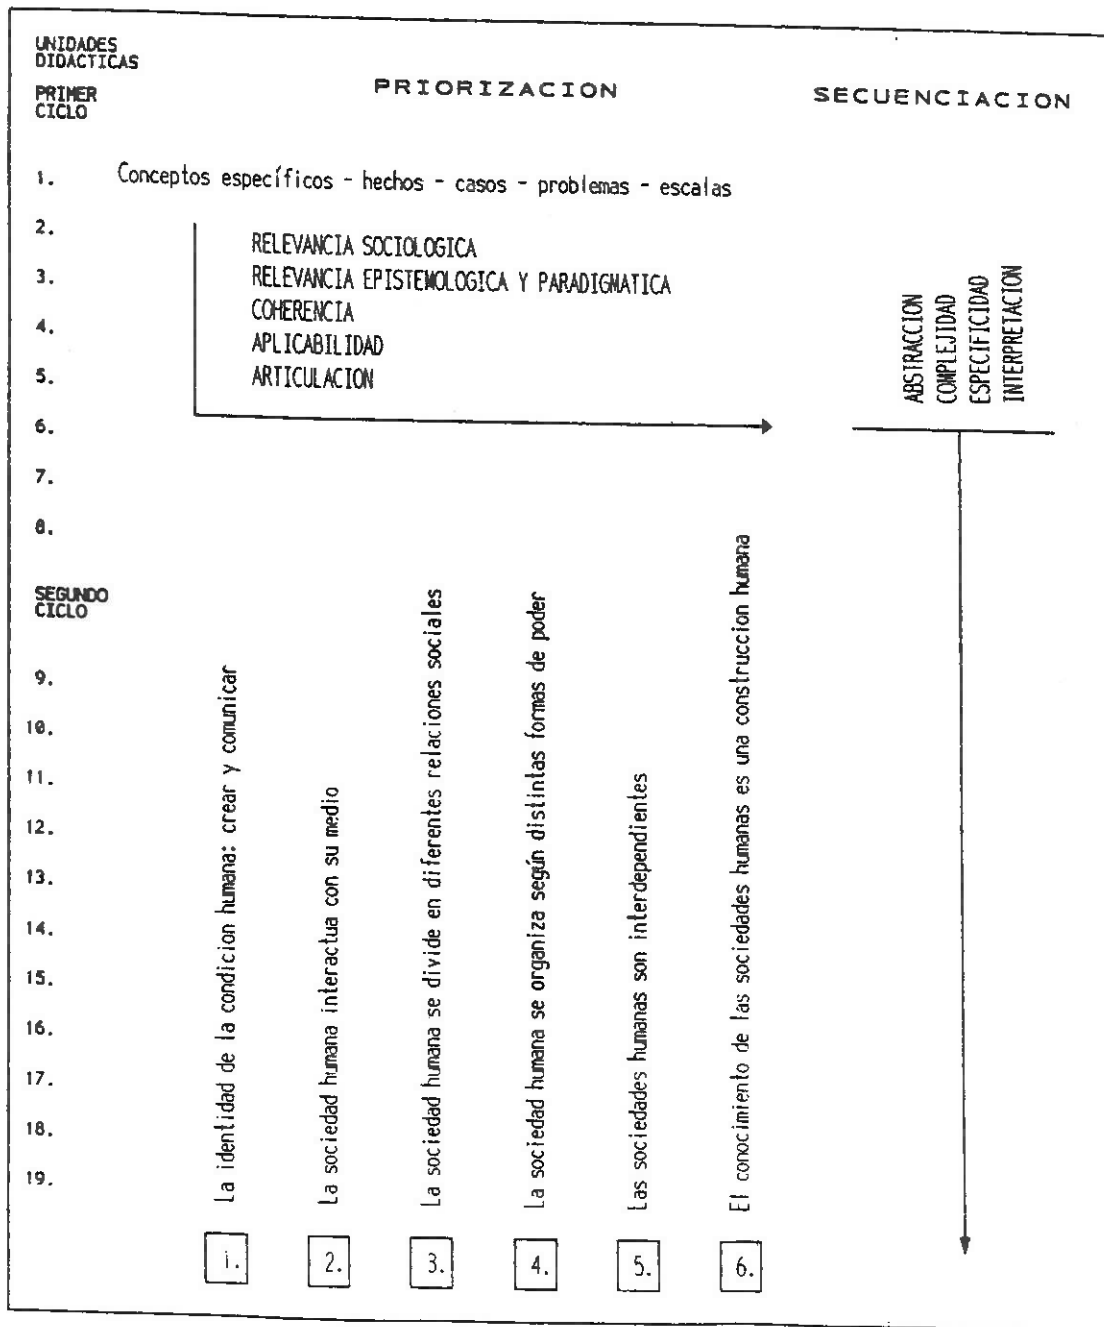 UNIDADES
DIDACTICAS
PRIMER
CICLO
PRIORIZACION
SECUENCIACION
1.
Conceptos específicos - hechos - casos - problemas - escalas
2.
RELEVANCIA SOCIOLOGICA
3.
RELEVANCIA EPISTEMOLOGICA Y PARADIGMATICA
COHERENCIA
4.
APLICABILIDAD
5.
ARTICULACION
ABSTRACCION
COMPLEJIDAD
ESPECIFICIDAD
INTERPRETACION
6.
7.
8.
SEGUNDO
CICLO
9.
10.
11.
12.
13.
14.
15.
16.
17.
18.
19.
La identidad de la condicion humana: crear y comunicar
La sociedad humana interactua con su medio
La sociedad humana se divide en diferentes relaciones sociales
La sociedad humana se organiza según distintas formas de poder
Las sociedades humanas son interdependientes
El conocimiento de las sociedades humanas es una construccion humana
1.
2.
3.
4.
5.
6.